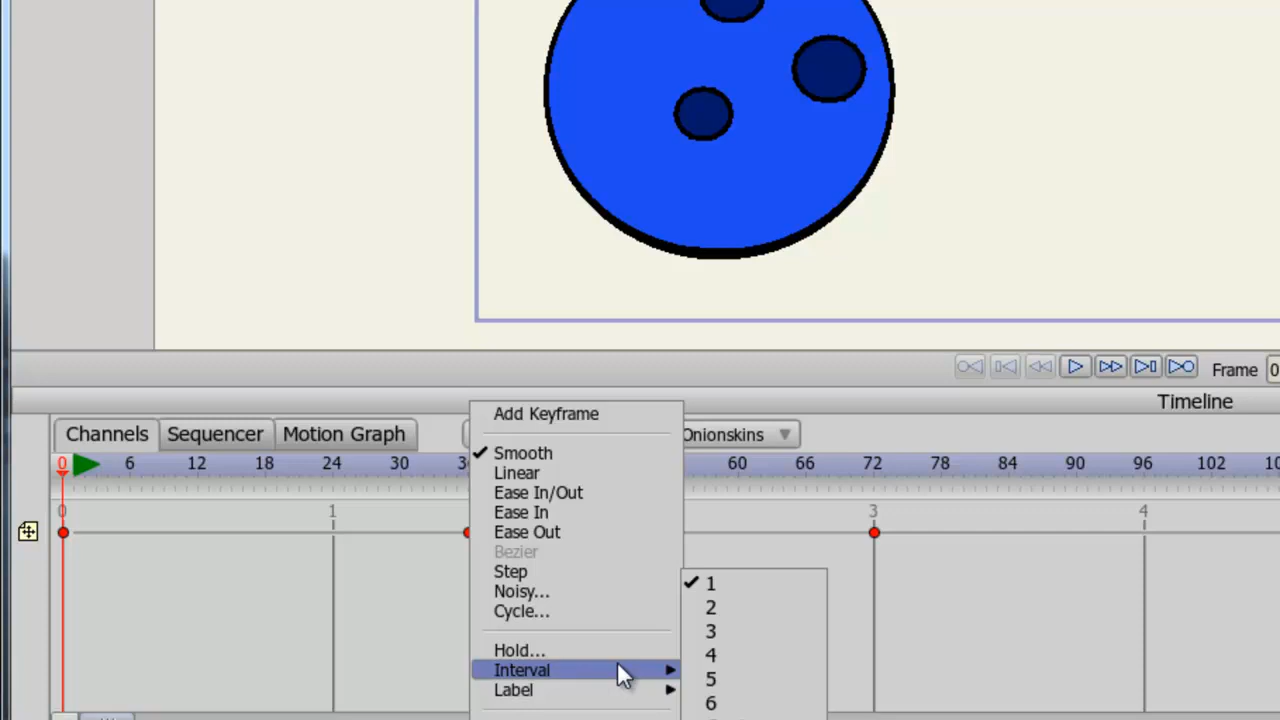 Frame 0
Timeline
Channels Sequencer Motion Graph Onionskins
0 6 12 18 24 30 60 66 72 78 84 90 96 102
0 1 3 4
Add Keyframe
Smooth
Linear
Ease In/Out
Ease In
Ease Out
Bezier
Step
Noisy...
Cycle...
Hold...
Interval
Label
1
2
3
4
5
6